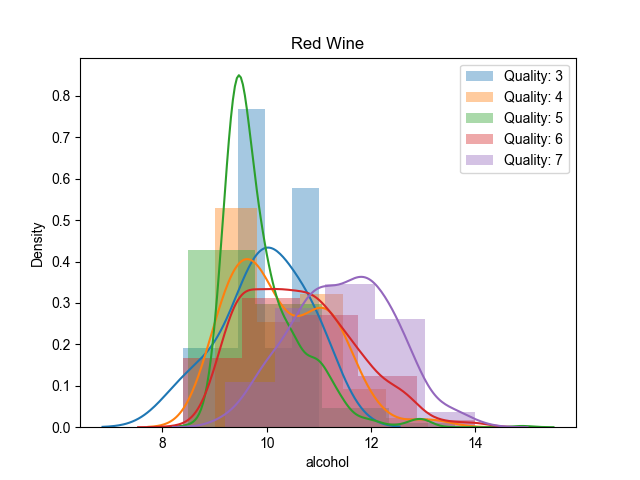 Red Wine
Quality: 3
Quality: 4
Quality: 5
Quality: 6
Quality: 7
Density
0.8
0.7
0.6
0.5
0.4
0.3
0.2
0.1
0.0
8 10 12 14
alcohol